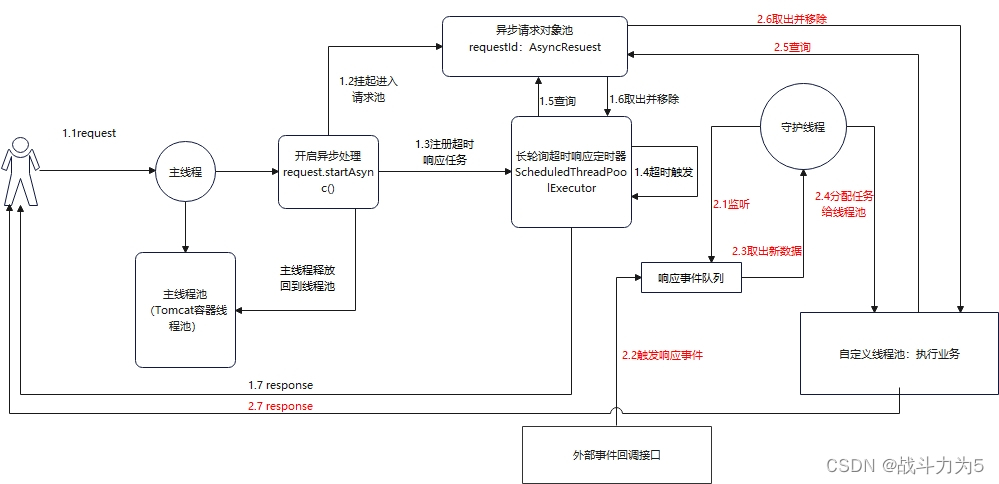 异步请求对象池
requestId：AsyncResuest
2.6取出并移除
2.5查询
1.2挂起进入
请求池
1.5查询
1.6取出并移除
1.1request
主线程
开启异步处理
request.startAsyn
c()
1.3注册超时
响应任务
长轮询超时响应定时器
ScheduledThreadPo
olExecutor
1.4超时触发
守护线程
2.1监听
2.4分配任务
给线程池
2.3取出新数据
响应事件队列
主线程释放
回到线程池
主线程池
(Tomcat容器线
程池）
2.2触发响应事件
自定义线程池：执行业务
1.7 response
2.7 response
外部事件回调接口
CSDN @战斗力为5